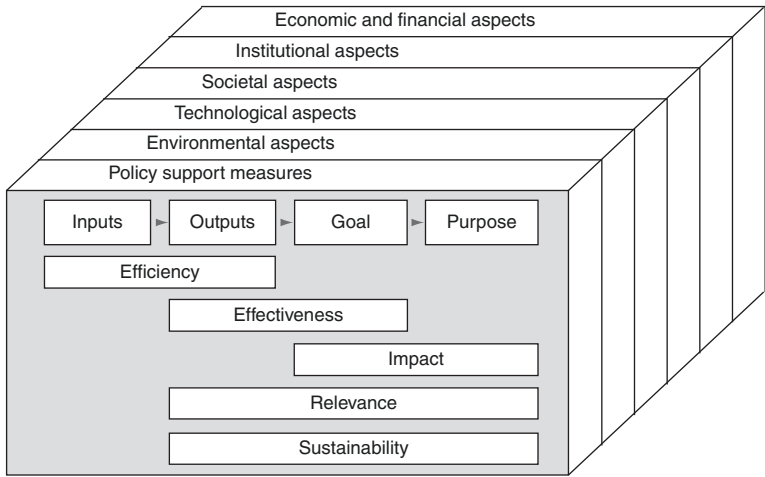 Economic and financial aspects
Institutional aspects
Societal aspects
Technological aspects
Environmental aspects
Policy support measures
Inputs Outputs Goal Purpose
Efficiency
Effectiveness
Impact
Relevance
Sustainability